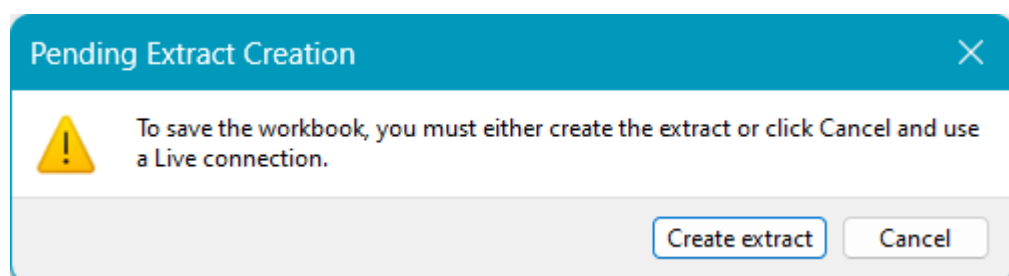 Pending Extract Creation
To save the workbook, you must either create the extract or click Cancel and use
a Live connection.
Create extract Cancel